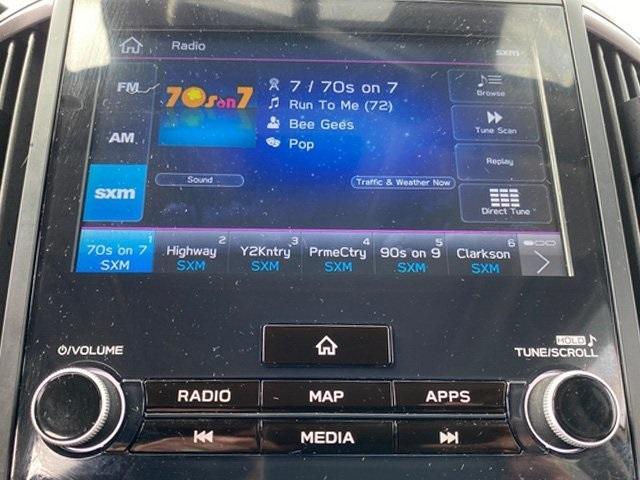 Radio
sxm
FM
AM
sxm
70s on 7
7 / 70s on 7
Run To Me (72)
Bee Gees
Pop
Sound
Traffic & Weather Now
Browse
Tune Scan
Replay
Direct Tune
1
70s on 7
SXM
2
Highway
SXM
3
Y2Kntry
SXM
4
PrmeCtry
SXM
5
90s on 9
SXM
6
Clarkson
SXM
/VOLUME
HOLD
TUNE/SCROLL
RADIO
MAP
APPS
MEDIA